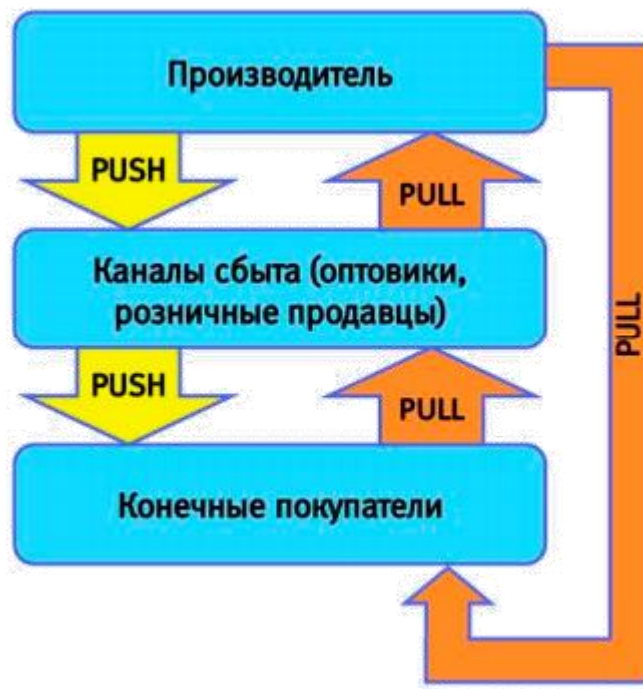 Производитель
PUSH
PULL
Каналы сбыта (оптовики,
розничные продавцы)
PULL
PUSH
PULL
Конечные покупатели